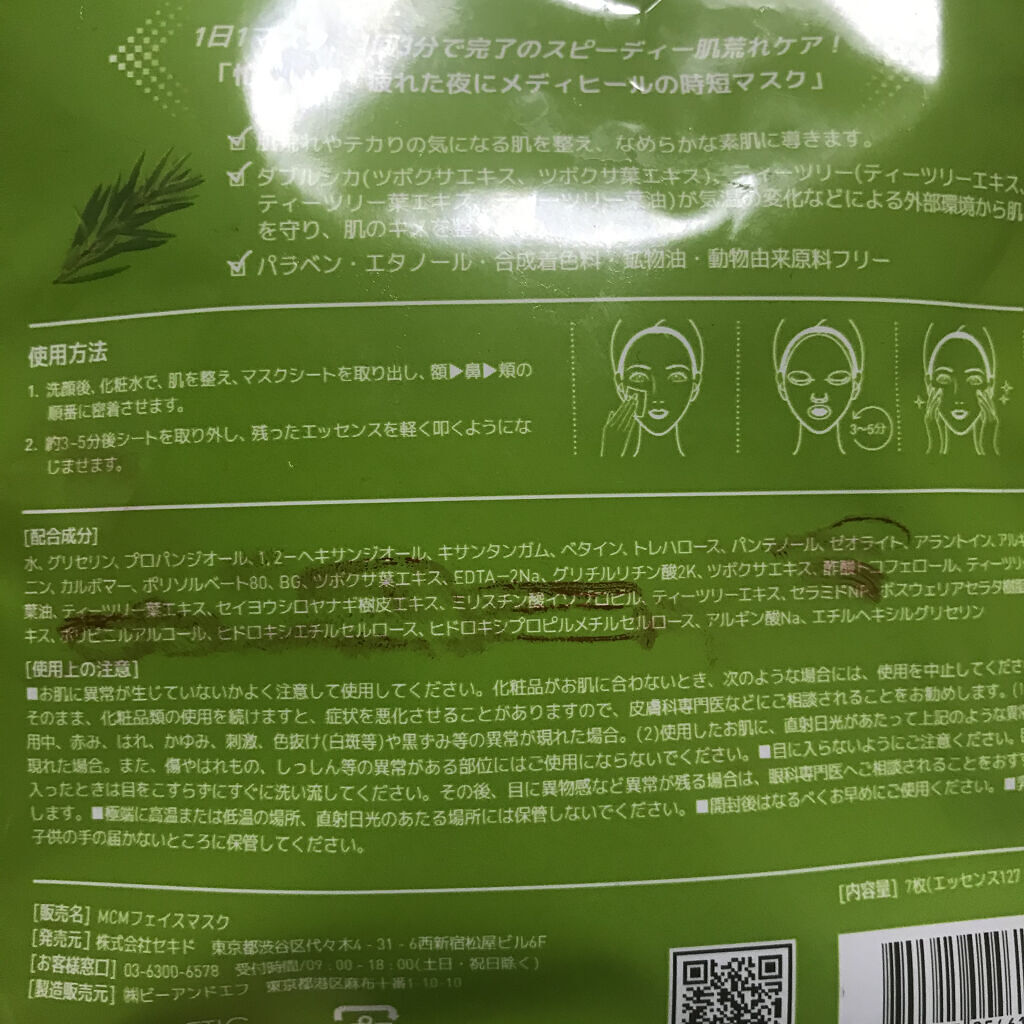 1日1
3分で完了のスピーディー肌荒れケア!
疲れた夜にメディヒールの時短マスク」
れやテカりの気になる肌を整え、なめらかな素肌に導きます。
ダブルシカ(ツボクサエキス、ツボクサ葉エキス)、ティーツリー(ティーツリーエキス、
ティーツリー葉エキス、ティーツリー葉油)が気温の変化などによる外部環境から肌
を守り、肌のキメを整
パラベン・エタノール・合成着色料・鉱物油・動物由来原料フリー
使用方法
1. 洗顔後、化粧水で、肌を整え、マスクシートを取り出し、額▶鼻▶頬の
順番に密着させます。
2. 約3~5分後シートを取り外し、残ったエッセンスを軽く叩くようにな
じませます。
3~5分
[配合成分]
水、グリセリン、プロパンジオール、1,2-ヘキサンジオール、キサンタンガム、ベタイン、トレハロース、パンテノール、ゼオライト、アラントイン、アルギ
ニン、カルボマー、ポリソルベート80、BG、ツボクサ葉エキス、EDTA-2Na、グリチルリチン酸2K、ツボクサエキス、酢酸トコフェロール、ティーツリー
葉油、ティーツリー葉エキス、セイヨウシロヤナギ樹皮エキス、ミリスチン酸イソプロピル、ティーツリーエキス、セラミドNP、ボスウェリアセラタ樹脂
キス、ポリビニルアルコール、ヒドロキシエチルセルロース、ヒドロキシプロピルメチルセルロース、アルギン酸Na、エチルヘキシルグリセリン
[使用上の注意]
■お肌に異常が生じていないかよく注意して使用してください。化粧品がお肌に合わないとき、次のような場合には、使用を中止してくださ
そのまま、化粧品類の使用を続けますと、症状を悪化させることがありますので、皮膚科専門医などにご相談されることをお勧めします。(1
用中、赤み、はれ、かゆみ、刺激、色抜け(白斑等)や黒ずみ等の異常が現れた場合。(2)使用したお肌に、直射日光があたって上記のような異常
現れた場合。また、傷やはれもの、しっしん等の異常がある部位にはご使用にならないでください。■目に入らないようにご注意ください。
入ったときは目をこすらずにすぐに洗い流してください。その後、目に異物感など異常が残る場合は、眼科専門医へご相談されることをおす
します。■極端に高温または低温の場所、直射日光のあたる場所には保管しないでください。■開封後はなるべくお早めにご使用ください。■
子供の手の届かないところに保管してください。
[内容量] 7枚(エッセンス127
[販売名] MCMフェイスマスク
[発売元] 株式会社セキド 東京都渋谷区代々木4-31-6西新宿松屋ビル6F
[お客様窓口] 03-6300-6578 受付時間/09:00-18:00(土日・祝日除く)
[製造販売元] ㈱ビーアンドエフ 東京都港区麻布十番1-10-10